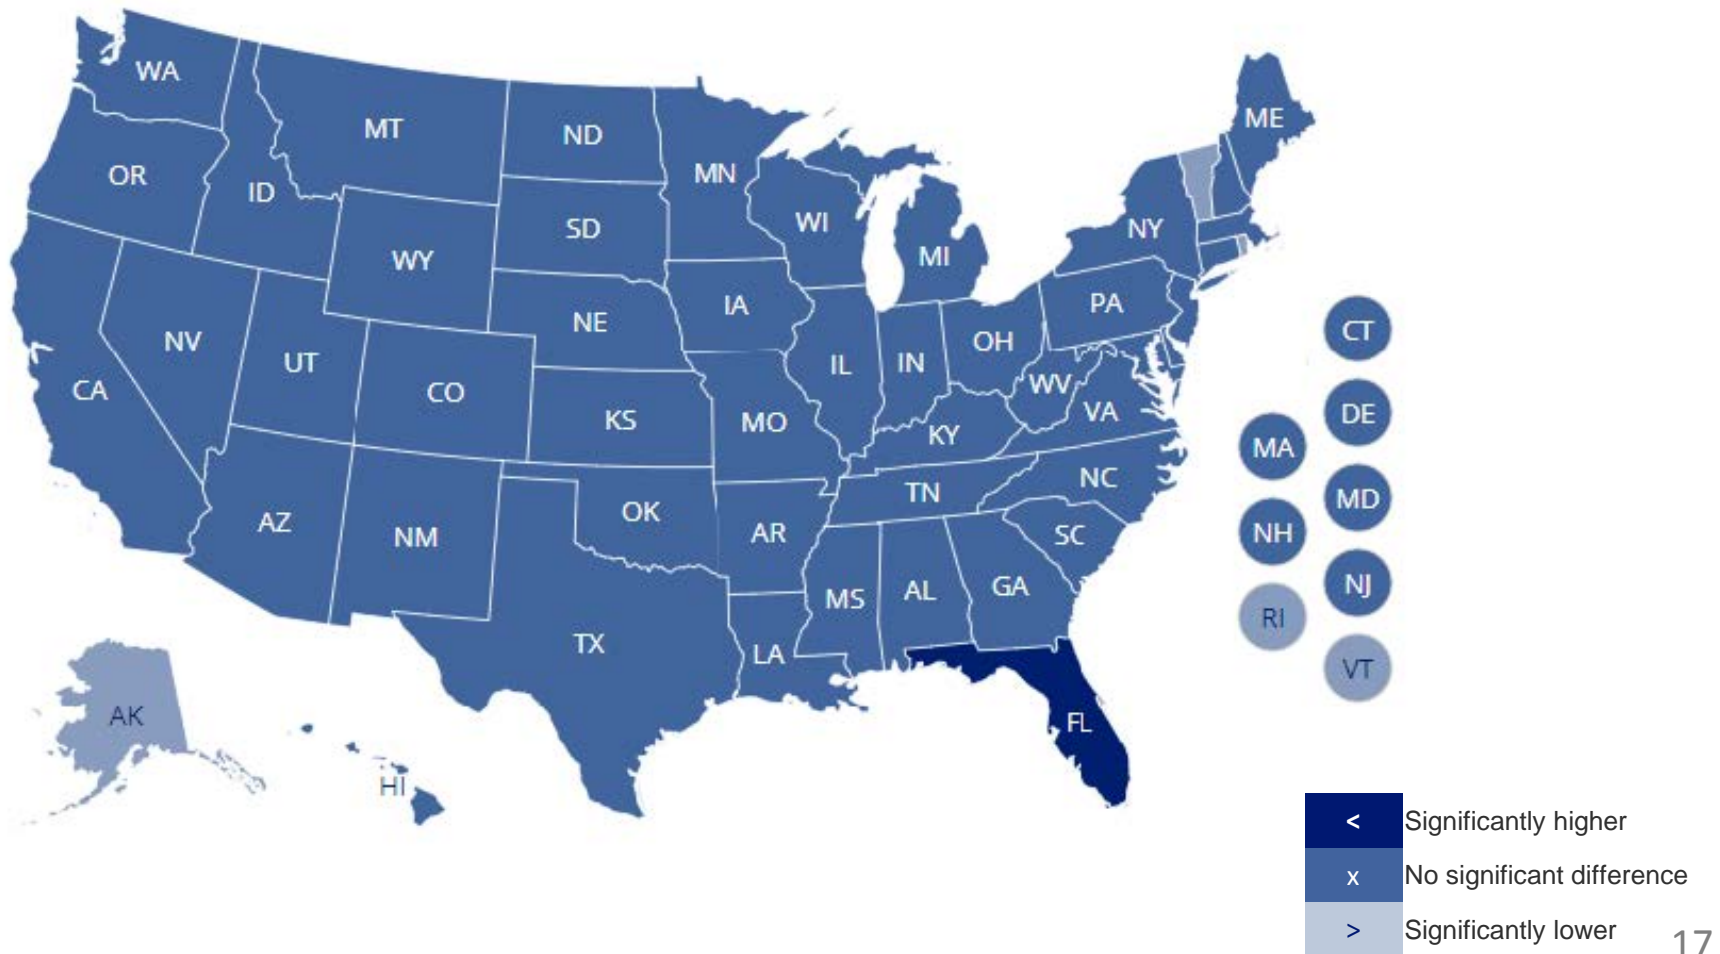 WA
MT
ND
MN
ME
OR
ID
SD
WI
NY
WY
MI
IA
PA
NE
NV
UT
IL
IN
OH
CO
WV
CA
KS
MO
KY
VA
TN
NC
AZ
NM
OK
AR
SC
MS
AL
GA
TX
LA
AK
HI
FL
CT
DE
MA
MD
NH
NJ
RI
VT
< Significantly higher
x No significant difference
> Significantly lower
17